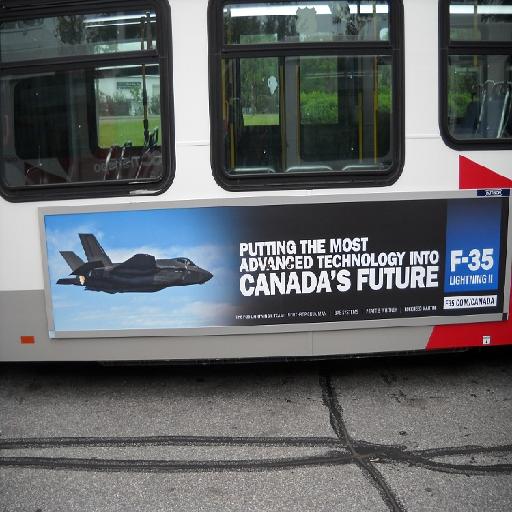 PUTTING THE MOST
ADVANCED TECHNOLOGY INTO
CANADA'S FUTURE
F-35
LIGHTNING II
F35.COM/CANADA